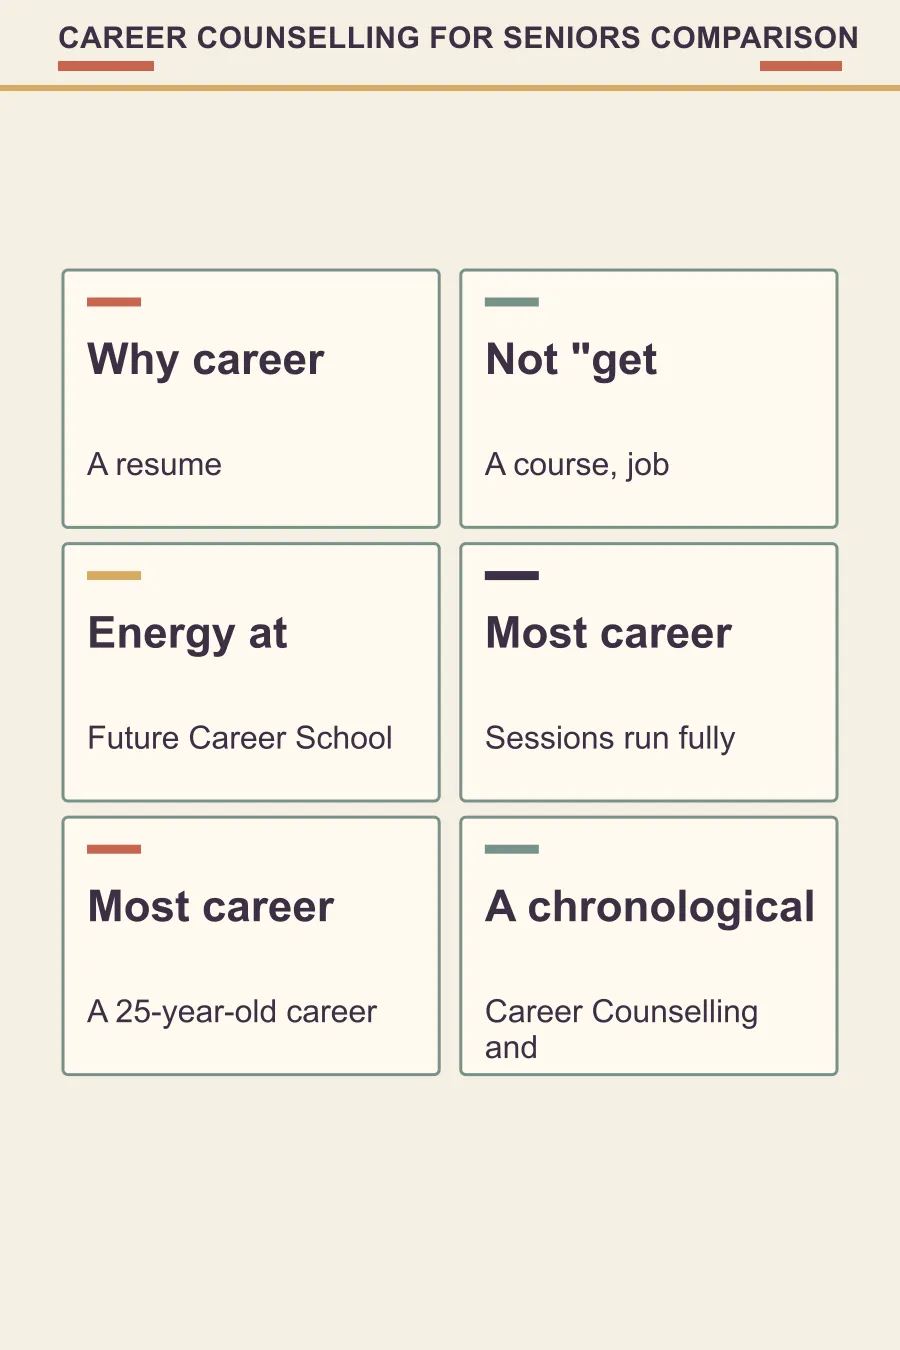 CAREER COUNSELLING FOR SENIORS COMPARISON
Why career
A resume
Not "get
A course, job
Energy at
Future Career School
Most career
Sessions run fully
Most career
A 25-year-old career
A chronological
Career Counselling
and